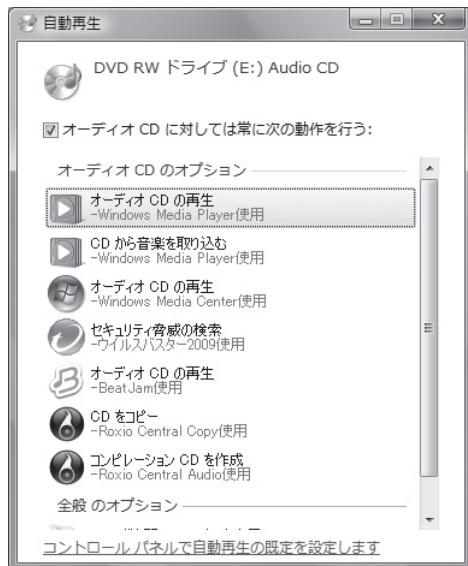 自動再生
DVD RW ドライブ (E:) Audio CD
オーディオ CD に対しては常に次の動作を行う:
オーディオ CD のオプション
オーディオ CD の再生
-Windows Media Player使用
CD から音楽を取り込む
-Windows Media Player使用
オーディオ CD の再生
-Windows Media Center使用
セキュリティ脅威の検索
-ウイルスバスター2009使用
オーディオ CD の再生
-BeatJam使用
CD をコピー
-Roxio Central Copy使用
コンピレーション CD を作成
-Roxio Central Audio使用
全般 のオプション
コントロール パネルで自動再生の既定を設定します